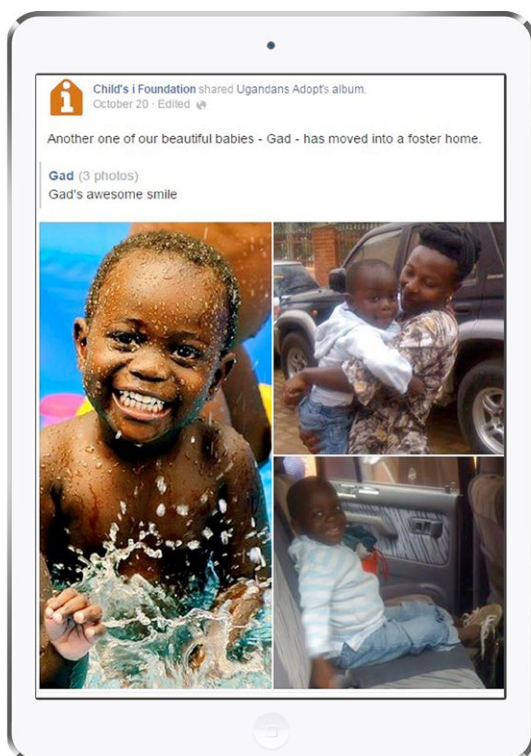 Child's i Foundation shared Ugandans Adopt's album.
October 20 · Edited
Another one of our beautiful babies - Gad - has moved into a foster home.
Gad (3 photos)
Gad's awesome smile